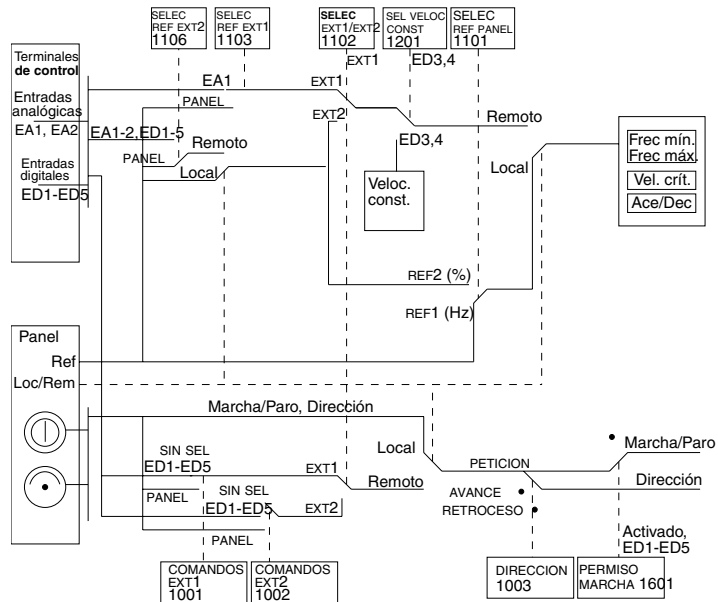 SELEC
REF EXT2
1106
SELEC
REF EXT1
1103
SELEC
EXT1/EXT2
1102
SEL VELOC
CONST
1201
SELEC
REF PANEL
1101
EXT1
ED3,4
Terminales
de control
Entradas
analógicas
EA1, EA2
Entradas
digitales
ED1-ED5
EA1
PANEL
EA1-2,ED1-5
Remoto
PANEL
Local
EXT1
EXT2
ED3,4
Veloc.
const.
Remoto
Local
Frec mín.
Frec máx.
Vel. crít.
Ace/Dec
REF2 (%)
REF1 (Hz)
Panel
Ref
Loc/Rem
Marcha/Paro, Dirección
SIN SEL
ED1-ED5
PANEL
SIN SEL
ED1-ED5
PANEL
EXT1
EXT2
Local
Remoto
PETICION
AVANCE
RETROCESO
Marcha/Paro
Dirección
Activado,
ED1-ED5
COMANDOS
EXT1
1001
COMANDOS
EXT2
1002
DIRECCION
1003
PERMISO
MARCHA 1601